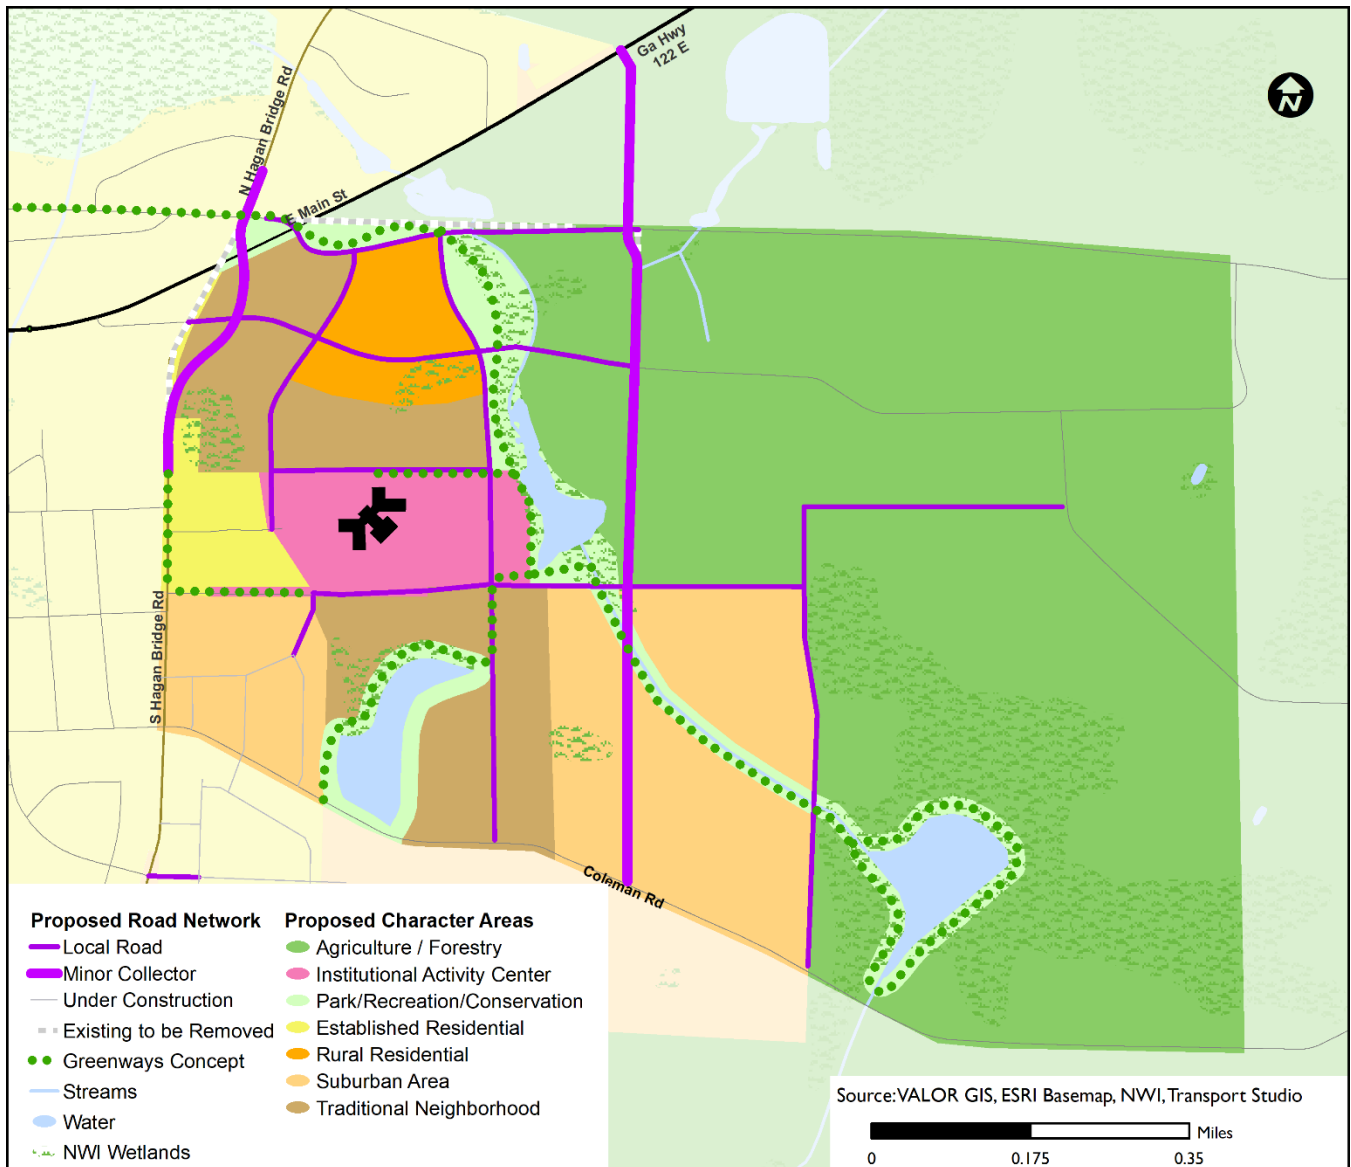 Ga Hwy
122 E
N
N Hagan Bridge Rd
E Main St
S Hagan Bridge Rd
Coleman Rd
Proposed Road Network
Local Road
Minor Collector
Under Construction
Existing to be Removed
Greenways Concept
Streams
Water
NWI Wetlands
Proposed Character Areas
Agriculture / Forestry
Institutional Activity Center
Park/Recreation/Conservation
Established Residential
Rural Residential
Suburban Area
Traditional Neighborhood
Source:VALOR GIS, ESRI Basemap, NWI,Transport Studio
Miles
0 0.175 0.35